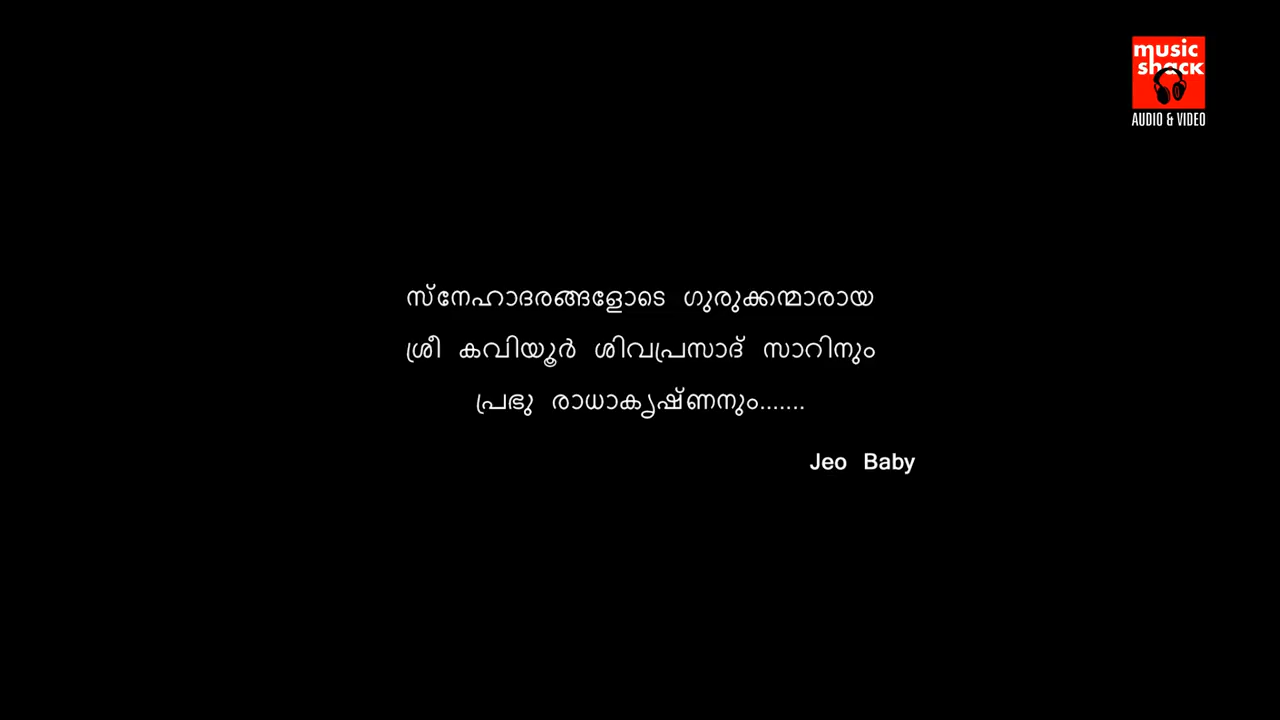 music
shack
AUDIO & VIDEO
സ്നേഹാദരങ്ങളോടെ ഗുരുക്കന്മാരായ
ശ്രീ കവിയൂർ ശിവപ്രസാദ് സാറിനും
പ്രഭു രാധാകൃഷ്ണനും.......
Jeo Baby